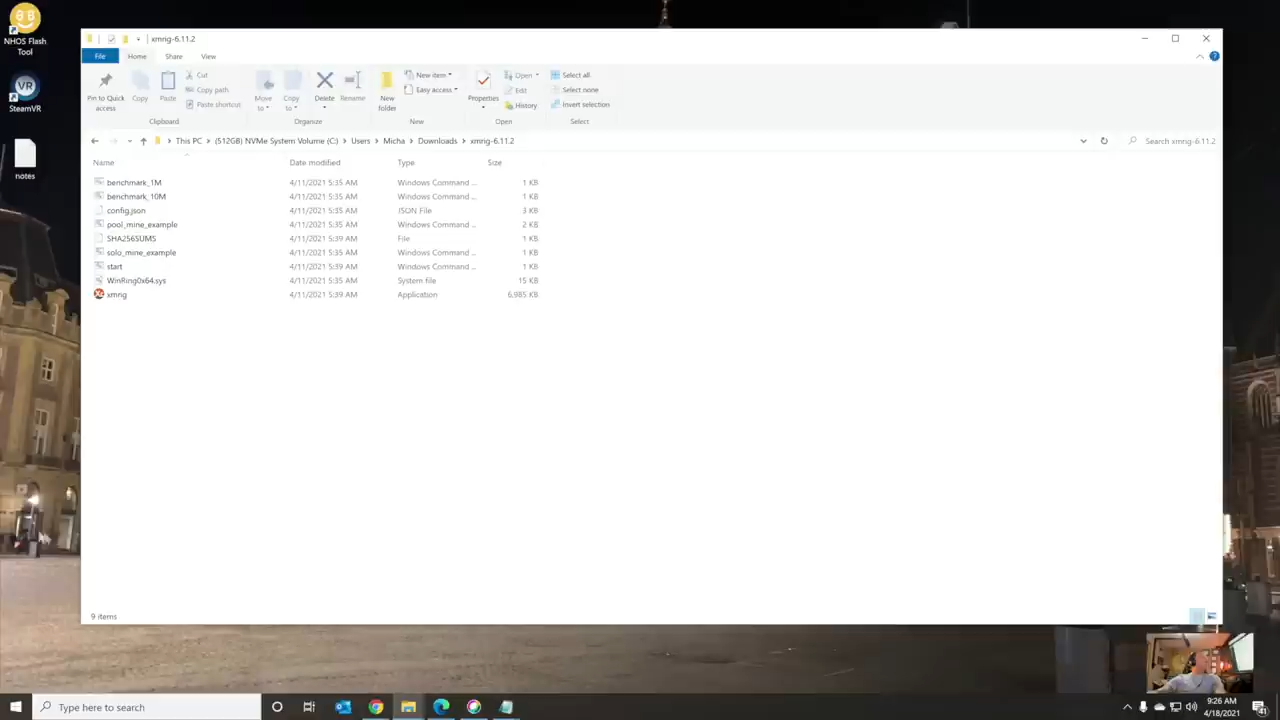 NHOS Flash
Tool
SteamVR
notes
xmrig-6.11.2
File Home Share View
Pin to Quick
access
Copy
Paste
Cut
Copy path
Paste shortcut
Clipboard
Move
to
Copy
to
Delete
Rename
Organize
New
folder
New item
Easy access
New
Properties
Open
Edit
History
Open
Select all
Select none
Invert selection
Select
This PC > (512GB) NVMe System Volume (C:) > Users > Micha > Downloads > xmrig-6.11.2
Search xmrig-6.11.2
Name Date modified Type Size
benchmark_1M 4/11/2021 5:35 AM Windows Command ... 1 KB
benchmark_10M 4/11/2021 5:35 AM Windows Command ... 1 KB
config.json 4/11/2021 5:35 AM JSON File 3 KB
pool_mine_example 4/11/2021 5:35 AM Windows Command ... 2 KB
SHA256SUMS 4/11/2021 5:39 AM File 1 KB
solo_mine_example 4/11/2021 5:35 AM Windows Command ... 1 KB
start 4/11/2021 5:39 AM Windows Command ... 1 KB
WinRing0x64.sys 4/11/2021 5:35 AM System file 15 KB
xmrig 4/11/2021 5:39 AM Application 6,985 KB
9 items
Type here to search
9:26 AM
4/18/2021
41